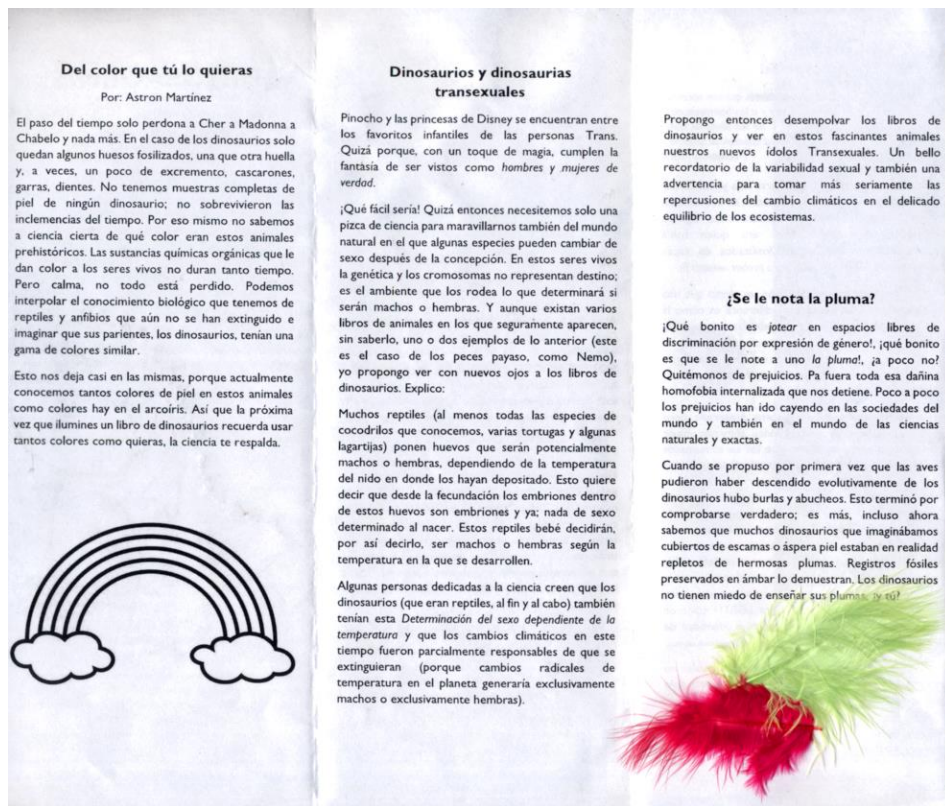 Del color que tú lo quieras
Por: Astron Martínez
El paso del tiempo solo perdona a Cher a Madonna a
Chabelo y nada más. En el caso de los dinosaurios solo
quedan algunos huesos fosilizados, una que otra huella
y, a veces, un poco de excremento, cascarones,
garras, dientes. No tenemos muestras completas de
piel de ningún dinosaurio; no sobrevivieron las
inclemencias del tiempo. Por eso mismo no sabemos
a ciencia cierta de qué color eran estos animales
prehistóricos. Las sustancias químicas orgánicas que le
dan color a los seres vivos no duran tanto tiempo.
Pero calma, no todo está perdido. Podemos
interpolar el conocimiento biológico que tenemos de
reptiles y anfibios que aún no se han extinguido e
imaginar que sus parientes, los dinosaurios, tenían una
gama de colores similar.
Esto nos deja casi en las mismas, porque actualmente
conocemos tantos colores de piel en estos animales
como colores hay en el arcoíris. Así que la próxima
vez que ilumines un libro de dinosaurios recuerda usar
tantos colores como quieras, la ciencia te respalda.
Dinosaurios y dinosaurias
transexuales
Pinocho y las princesas de Disney se encuentran entre
los favoritos infantiles de las personas Trans.
Quizá porque, con un toque de magia, cumplen la
fantasía de ser vistos como hombres y mujeres de
verdad.
¡Qué fácil sería! Quizá entonces necesitemos solo una
pizca de ciencia para maravillarnos también del mundo
natural en el que algunas especies pueden cambiar de
sexo después de la concepción. En estos seres vivos
la genética y los cromosomas no representan destino;
es el ambiente que los rodea lo que determinará si
serán machos o hembras. Y aunque existan varios
libros de animales en los que seguramente aparecen,
sin saberlo, uno o dos ejemplos de lo anterior (este
es el caso de los peces payaso, como Nemo),
yo propongo ver con nuevos ojos a los libros de
dinosaurios. Explico:
Muchos reptiles (al menos todas las especies de
cocodrilos que conocemos, varias tortugas y algunas
lagartijas) ponen huevos que serán potencialmente
machos o hembras, dependiendo de la temperatura
del nido en donde los hayan depositado. Esto quiere
decir que desde la fecundación los embriones dentro
de estos huevos son embriones y ya; nada de sexo
determinado al nacer. Estos reptiles bebé decidirán,
por así decirlo, ser machos o hembras según la
temperatura en la que se desarrollen.
Algunas personas dedicadas a la ciencia creen que los
dinosaurios (que eran reptiles, al fin y al cabo) también
tenían esta Determinación del sexo dependiente de la
temperatura y que los cambios climáticos en este
tiempo fueron parcialmente responsables de que se
extinguieran (porque cambios radicales de
temperatura en el planeta generaría exclusivamente
machos o exclusivamente hembras).
Propongo entonces desempolvar los libros de
dinosaurios y ver en estos fascinantes animales
nuestros nuevos ídolos Transexuales. Un bello
recordatorio de la variabilidad sexual y también una
advertencia para tomar más seriamente las
repercusiones del cambio climáticos en el delicado
equilibrio de los ecosistemas.
¿Se le nota la pluma?
¡Qué bonito es jotear en espacios libres de
discriminación por expresión de género!, ¡qué bonito
es que se le note a uno la pluma!, ¿a poco no?
Quitémonos de prejuicios. Pa fuera toda esa dañina
homofobia internalizada que nos detiene. Poco a poco
los prejuicios han ido cayendo en las sociedades del
mundo y también en el mundo de las ciencias
naturales y exactas.
Cuando se propuso por primera vez que las aves
pudieron haber descendido evolutivamente de los
dinosaurios hubo burlas y abucheos. Esto terminó por
comprobarse verdadero; es más, incluso ahora
sabemos que muchos dinosaurios que imaginábamos
cubiertos de escamas o áspera piel estaban en realidad
repletos de hermosas plumas. Registros fósiles
preservados en ámbar lo demuestran. Los dinosaurios
no tienen miedo de enseñar sus plumas, ¿y tú?